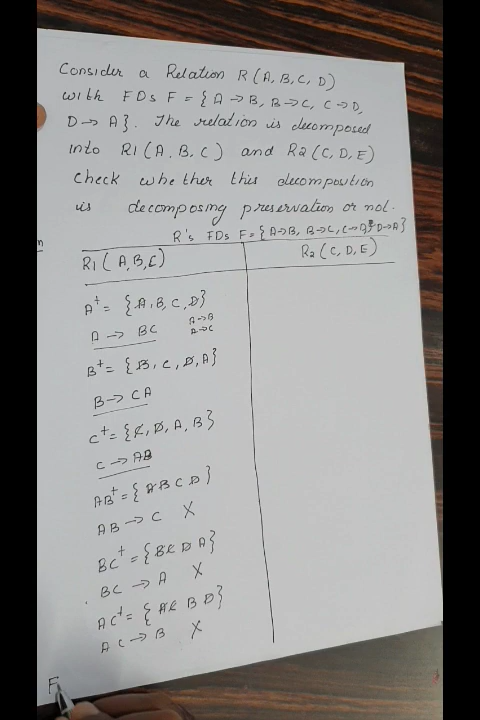 Consider a Relation R (A, B, C, D)
with FDs F = { A → B, B → C, C → D,
D → A }. The relation is decomposed
into R1 (A, B, C) and R2 (C, D, E)
check whether this decomposition
is decomposing preservation or not.
R's FDs F = { A→B, B→C, C→D, D→A }
n
R1 ( A, B, C ) R2 ( C, D, E )
A+ = { A, B, C, D }
A → BC A→B
A→C
B+ = { B, C, D, A }
B → CA
C+ = { C, D, A, B }
C → AB
AB+ = { A B C D }
AB → C X
BC+ = { B C D A }
BC → A X
AC+ = { A C B D }
AC → B X
F